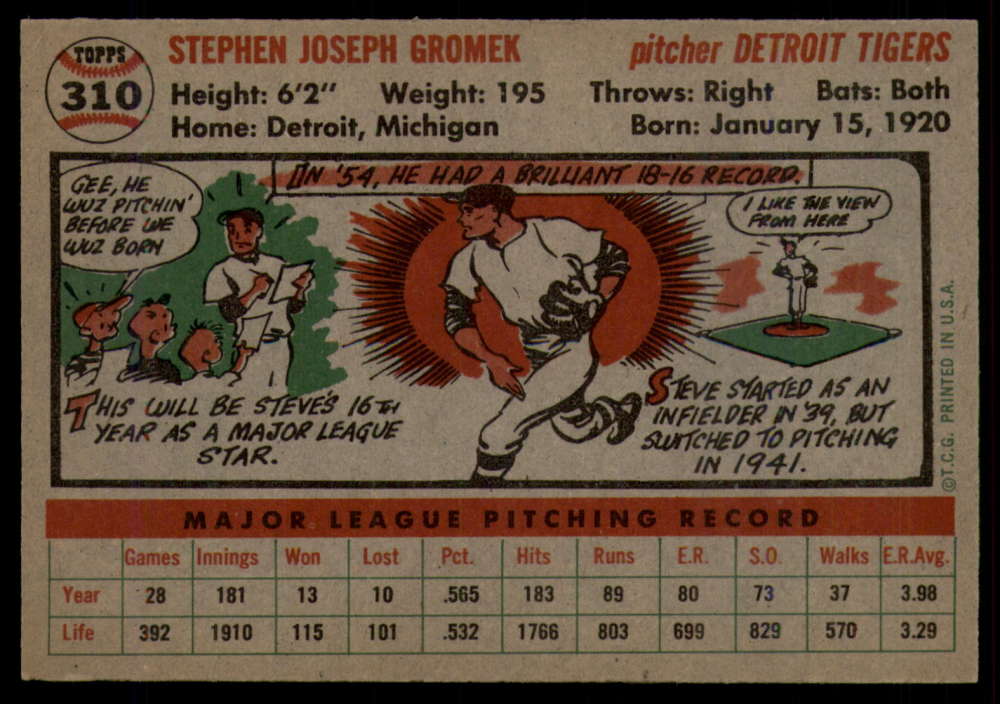 TOPPS
310
STEPHEN JOSEPH GROMEK
pitcher DETROIT TIGERS
Height: 6'2" Weight: 195 Throws: Right Bats: Both
Home: Detroit, Michigan Born: January 15, 1920
GEE, HE
WUZ PITCHIN'
BEFORE WE
WUZ BORN
IN '54, HE HAD A BRILLIANT 18-16 RECORD.
I LIKE THE VIEW
FROM HERE
THIS WILL BE STEVE'S 16TH
YEAR AS A MAJOR LEAGUE
STAR.
STEVE STARTED AS AN
INFIELDER IN '39, BUT
SWITCHED TO PITCHING
IN 1941.
©T.C.G. PRINTED IN U.S.A.
MAJOR LEAGUE PITCHING RECORD
Games Innings Won Lost Pct. Hits Runs E.R. S.O. Walks E.R.Avg.
Year 28 181 13 10 .565 183 89 80 73 37 3.98
Life 392 1910 115 101 .532 1766 803 699 829 570 3.29